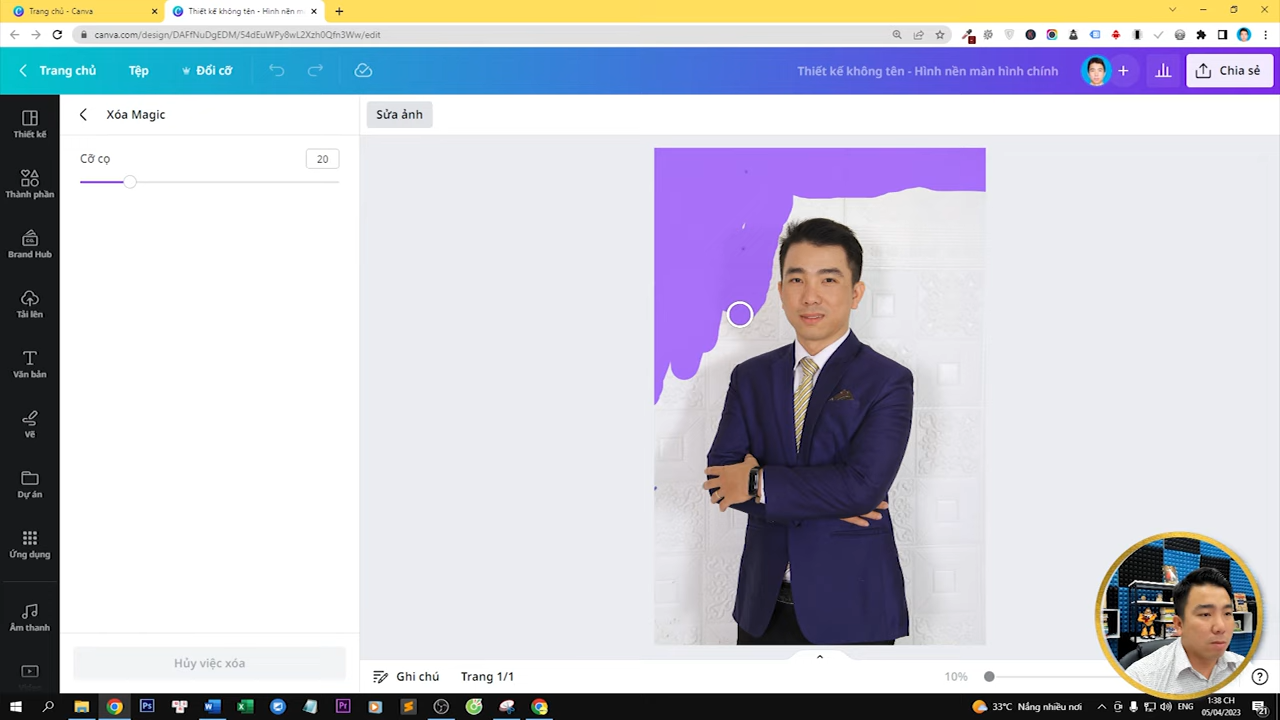 Trang chủ - Canva
Thiết kế không tên - Hình nền m
canva.com/design/DAFfNuDgEDM/54dEuWPy8wL2Xzh0Qfn3Ww/edit
Trang chủ
Tệp
Đổi cỡ
Thiết kế không tên - Hình nền màn hình chính
Chia sẻ
Thiết kế
Xóa Magic
Sửa ảnh
Cỡ cọ
20
Thành phần
Brand Hub
Tải lên
Văn bản
Vẽ
Dự án
Ứng dụng
Âm thanh
Hủy việc xóa
Ghi chú
Trang 1/1
10%
33°C Nắng nhiều nơi
ENG
1:38 CH
05/04/2023